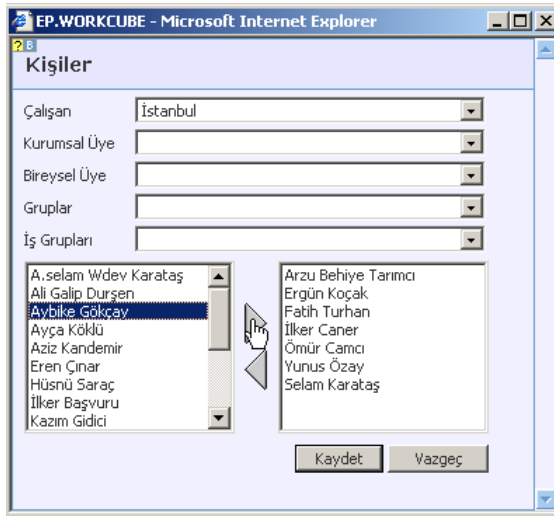 EP.WORKCUBE - Microsoft Internet Explorer
? B
Kişiler
Çalışan İstanbul
Kurumsal Üye
Bireysel Üye
Gruplar
İş Grupları
A.selam Wdev Karataş
Ali Galip Durşen
Aybike Gökçay
Ayça Köklü
Aziz Kandemir
Eren Çınar
Hüsnü Saraç
İlker Başvuru
Kazım Gidici
Arzu Behiye Tarımcı
Ergün Koçak
Fatih Turhan
İlker Caner
Ömür Camcı
Yunus Özay
Selam Karataş
Kaydet Vazgeç